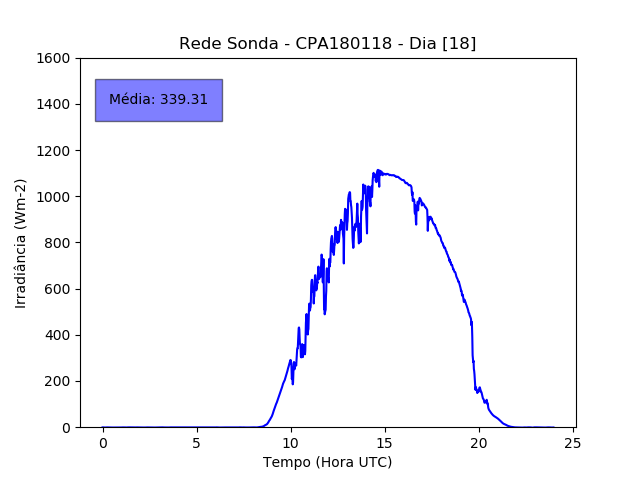 Rede Sonda - CPA180118 - Dia [18]
1600
1400
1200
1000
800
600
400
200
0
Irradiância (Wm-2)
Média: 339.31
0 5 10 15 20 25
Tempo (Hora UTC)